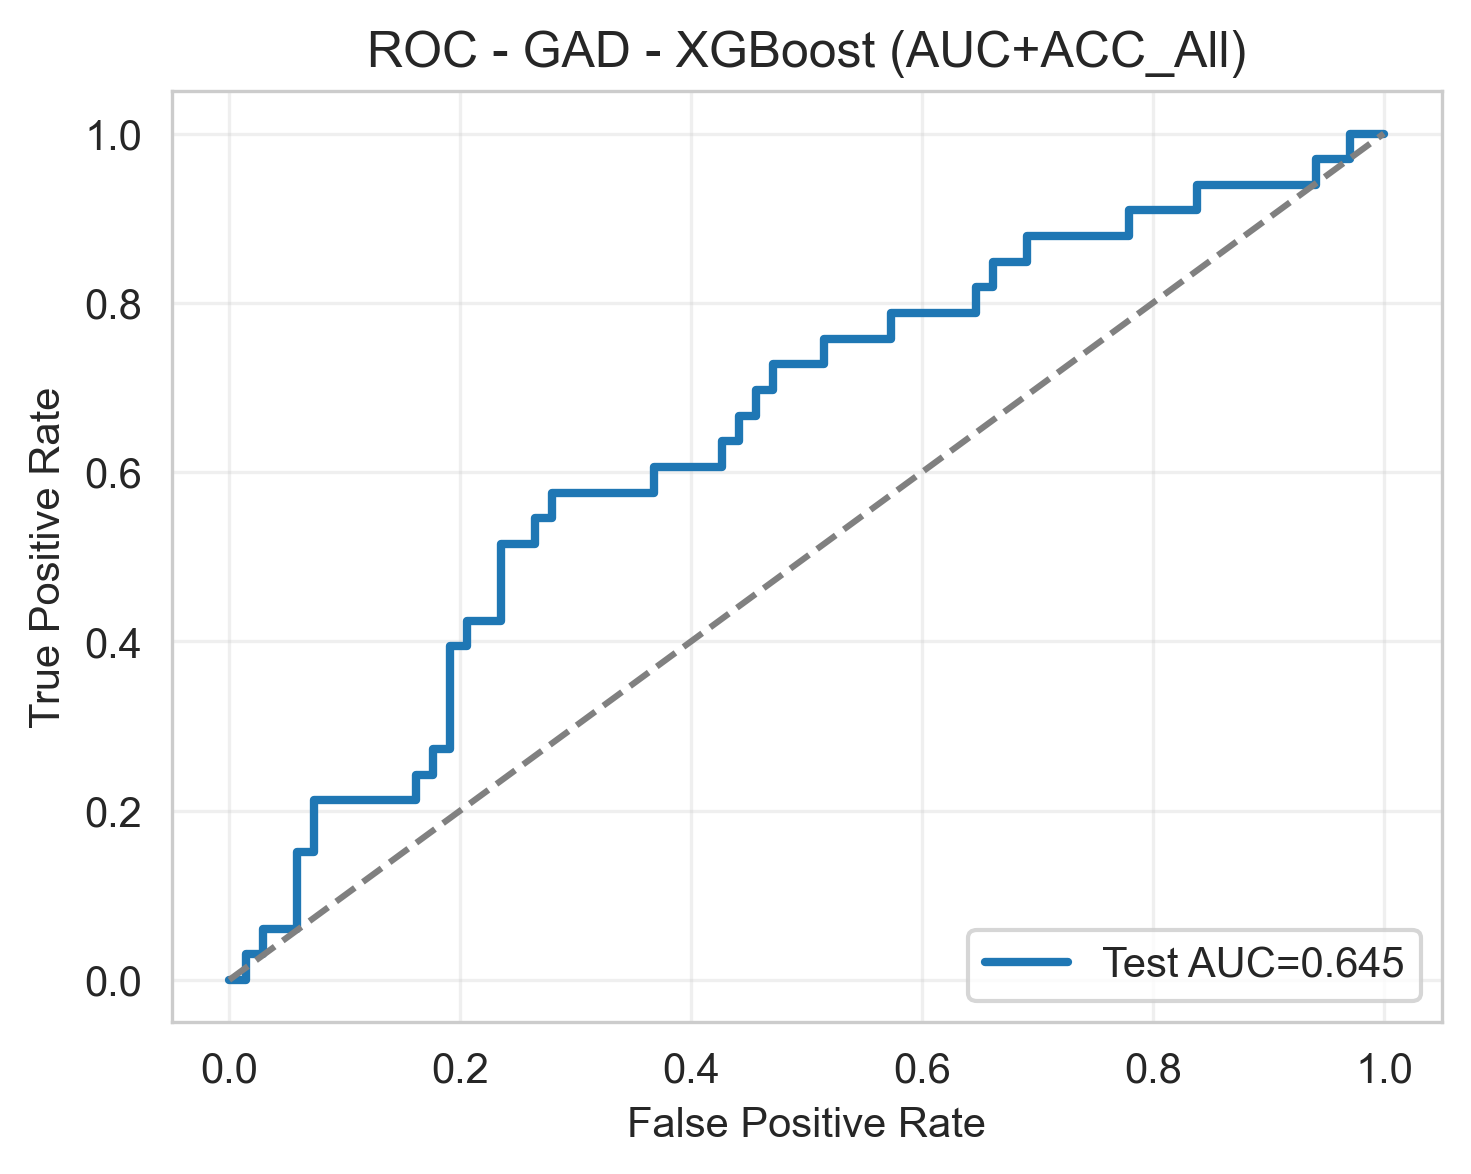 ROC - GAD - XGBoost (AUC+ACC_All)
True Positive Rate
1.0
0.8
0.6
0.4
0.2
0.0
Test AUC=0.645
0.0 0.2 0.4 0.6 0.8 1.0
False Positive Rate